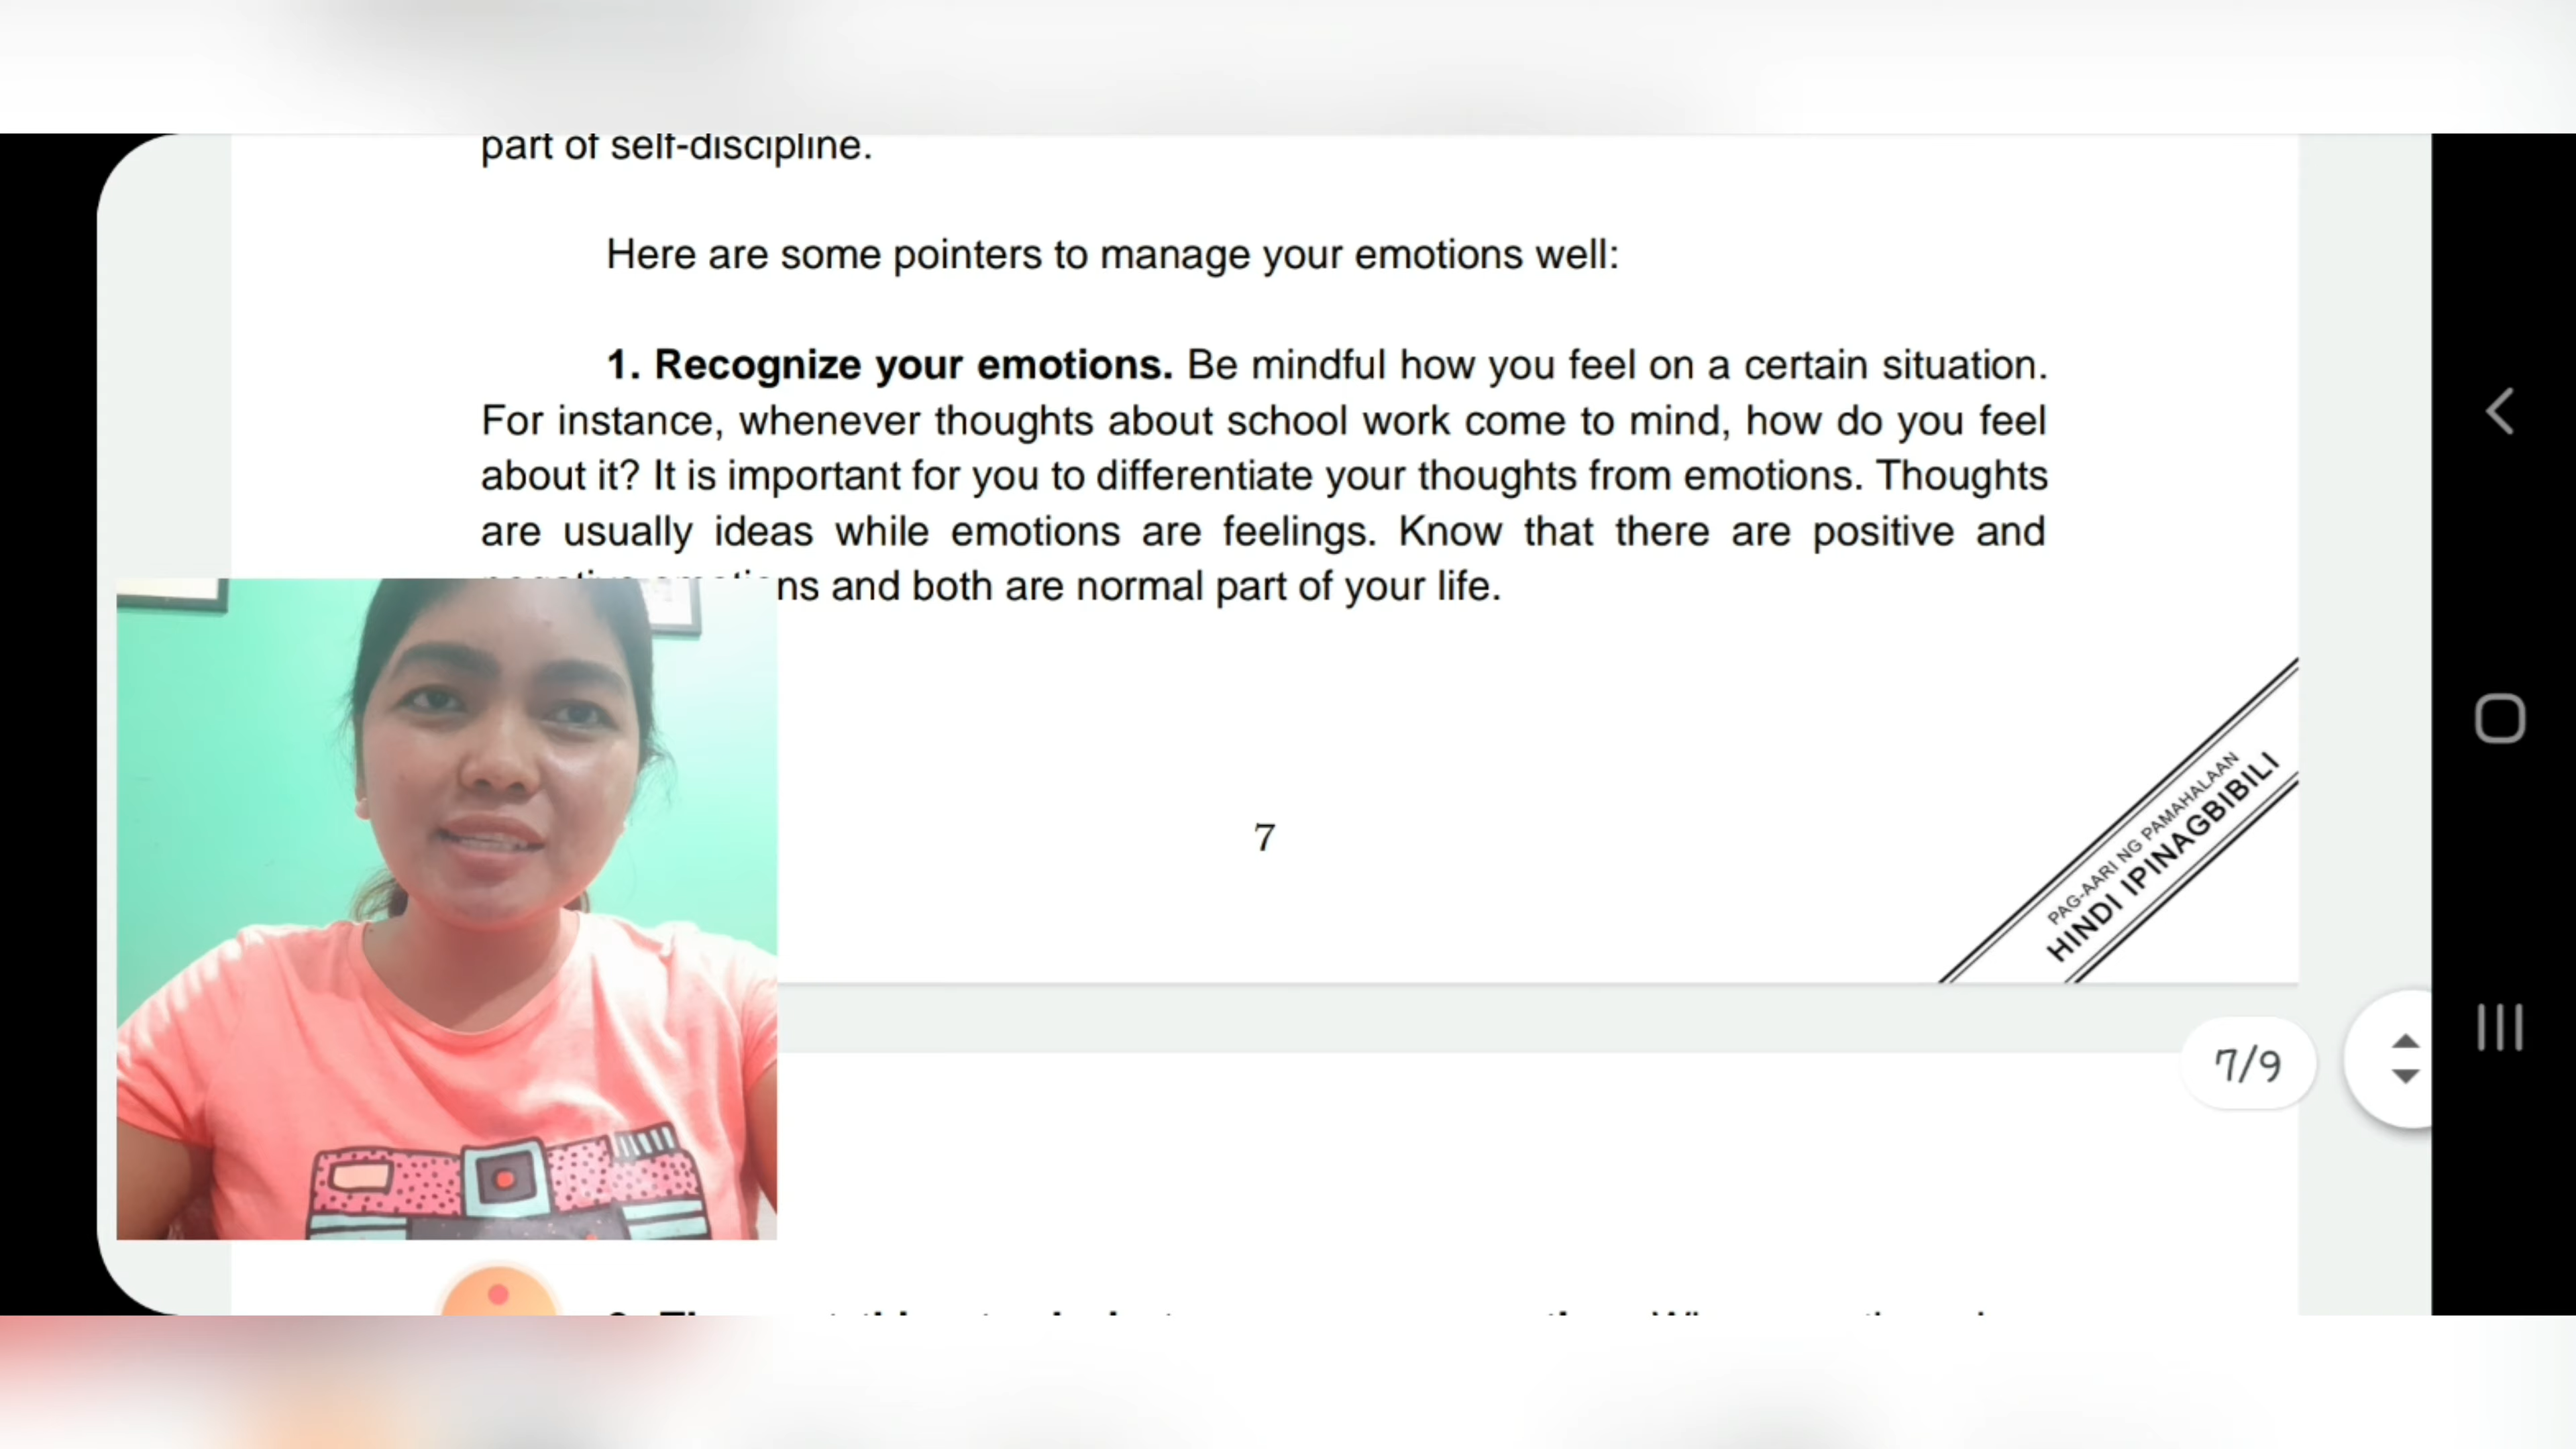 part of self-discipline.
Here are some pointers to manage your emotions well:
1. Recognize your emotions. Be mindful how you feel on a certain situation.
For instance, whenever thoughts about school work come to mind, how do you feel
about it? It is important for you to differentiate your thoughts from emotions. Thoughts
are usually ideas while emotions are feelings. Know that there are positive and
and both are normal part of your life.
7
PAG-AARI NG PAMAHALAAN
HINDI IPINAGBIBILI
7/9